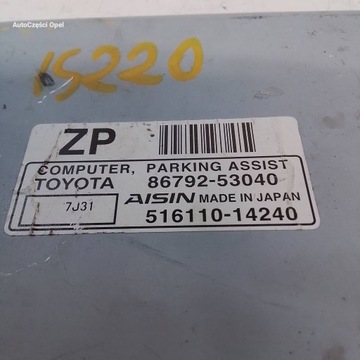 AutoCzęści Opel
IS220
ZP
COMPUTER, PARKING ASSIST
TOYOTA 86792-53040
7J31 AISIN MADE IN JAPAN
516110-14240